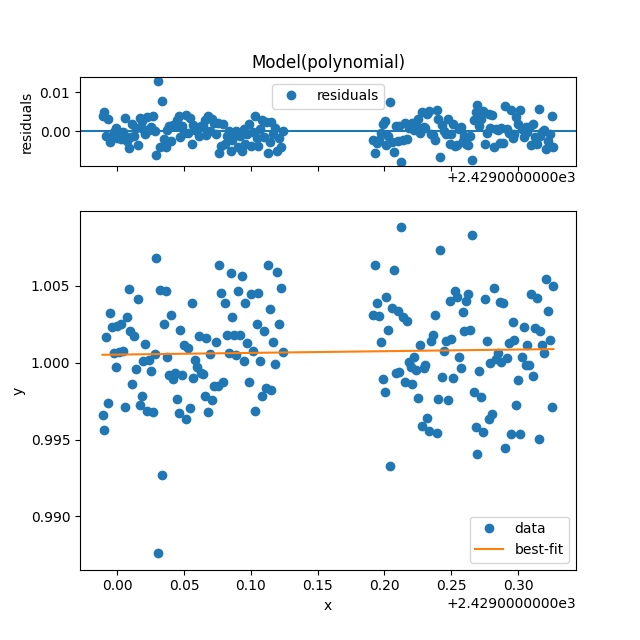 Model(polynomial)
residuals
0.01
0.00
residuals
+2.4290000000e3
y
1.005
1.000
0.995
0.990
data
best-fit
0.00 0.05 0.10 0.15 0.20 0.25 0.30
x
+2.4290000000e3